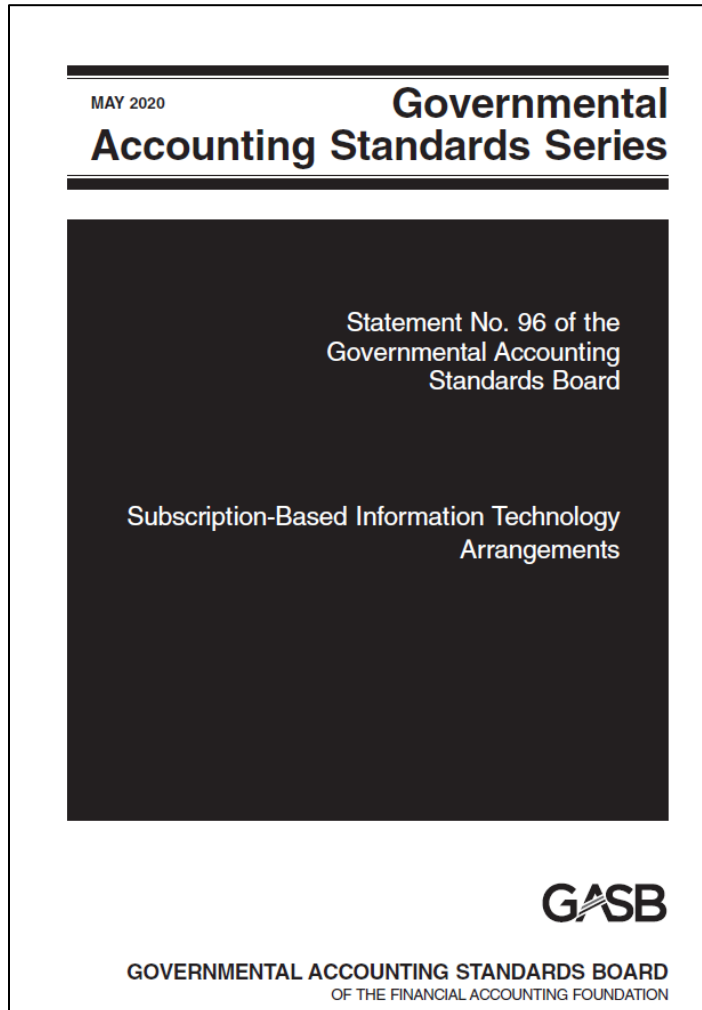 MAY 2020
Governmental
Accounting Standards Series
Statement No. 96 of the
Governmental Accounting
Standards Board
Subscription-Based Information Technology
Arrangements
GASB
GOVERNMENTAL ACCOUNTING STANDARDS BOARD
OF THE FINANCIAL ACCOUNTING FOUNDATION